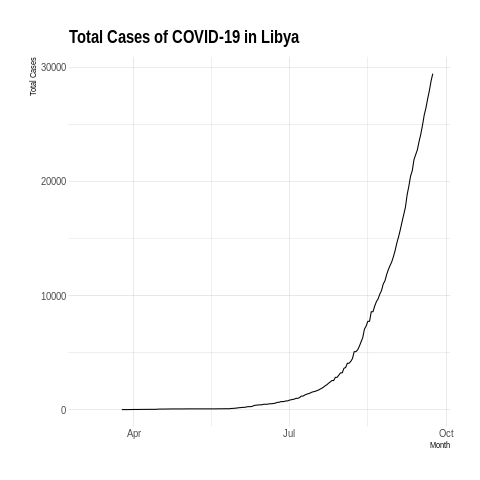 Total Cases of COVID-19 in Libya
Total Cases
30000
20000
10000
0
Apr
Jul
Oct
Month